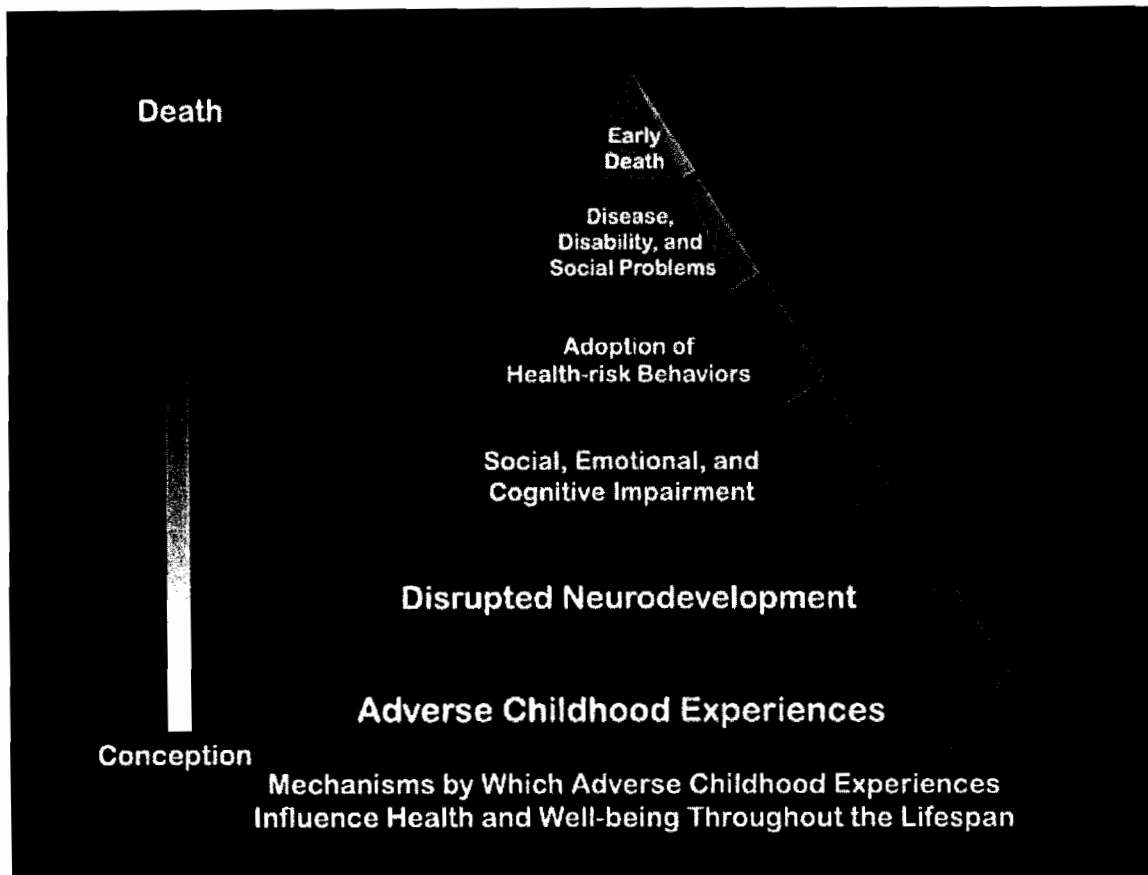 Death
Early
Death
Disease,
Disability, and
Social Problems
Adoption of
Health-risk Behaviors
Social, Emotional, and
Cognitive Impairment
Disrupted Neurodevelopment
Adverse Childhood Experiences
Conception
Mechanisms by Which Adverse Childhood Experiences
Influence Health and Well-being Throughout the Lifespan